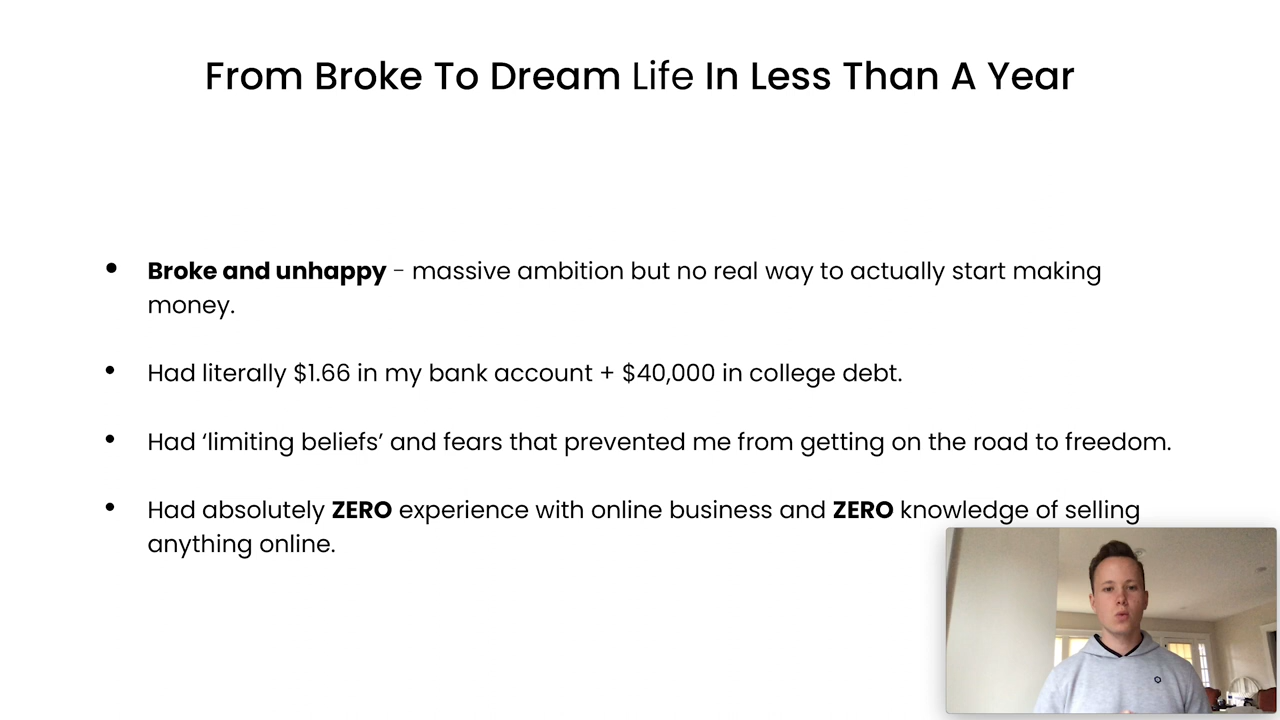 From Broke To Dream Life In Less Than A Year
• Broke and unhappy - massive ambition but no real way to actually start making
money.
• Had literally $1.66 in my bank account + $40,000 in college debt.
• Had ‘limiting beliefs’ and fears that prevented me from getting on the road to freedom.
• Had absolutely ZERO experience with online business and ZERO knowledge of selling
anything online.